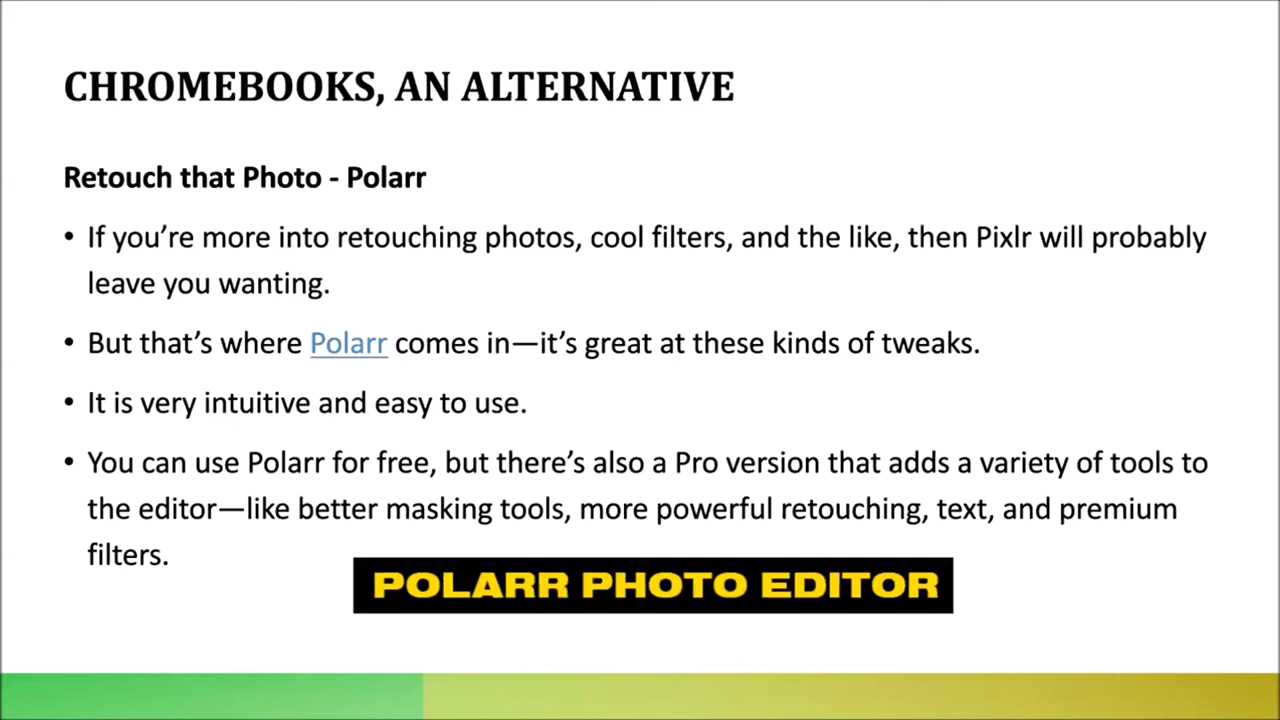 CHROMEBOOKS, AN ALTERNATIVE
Retouch that Photo - Polarr
• If you’re more into retouching photos, cool filters, and the like, then Pixlr will probably
leave you wanting.
• But that’s where Polarr comes in—it’s great at these kinds of tweaks.
• It is very intuitive and easy to use.
• You can use Polarr for free, but there’s also a Pro version that adds a variety of tools to
the editor—like better masking tools, more powerful retouching, text, and premium
filters.
POLARR PHOTO EDITOR